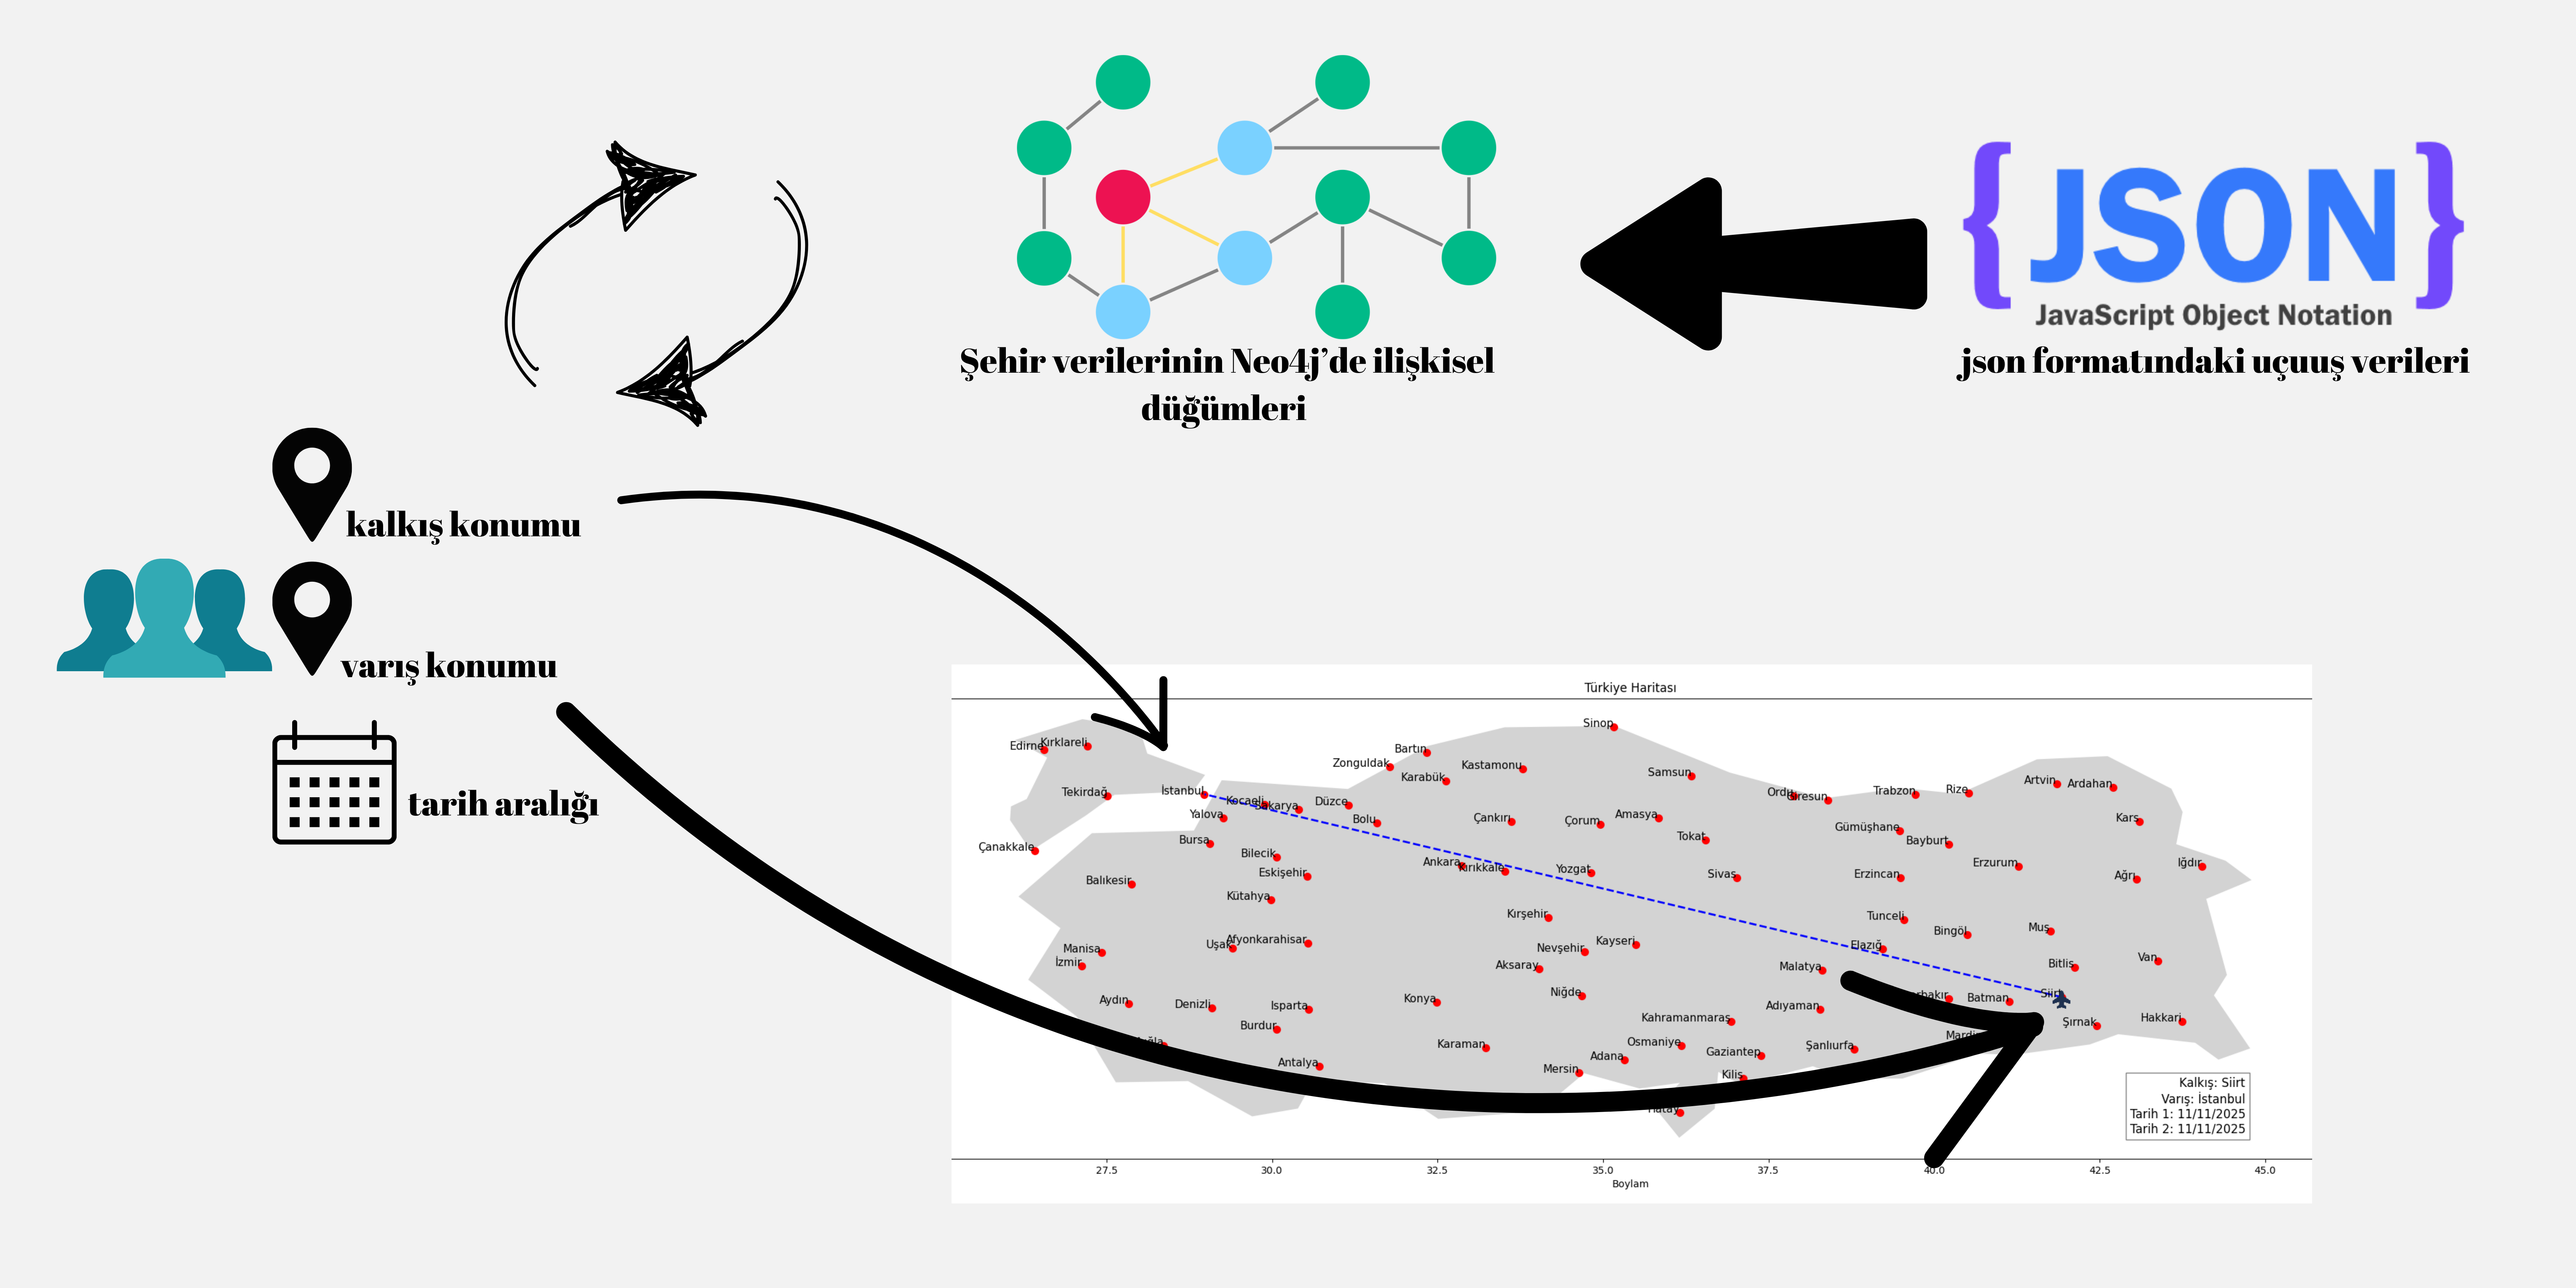 {JSON}
JavaScript Object Notation
json formatındaki uçuuş verileri
Şehir verilerinin Neo4j’de ilişkisel
düğümleri
kalkış konumu
varış konumu
tarih aralığı
Türkiye Haritası
Sinop
Edirne
Kırklareli
Bartın
Zonguldak
Kastamonu
Karabük
Samsun
Artvin
Ardahan
Tekirdağ
İstanbul
Kocaeli
Sakarya
Düzce
Ordu
Giresun
Trabzon
Rize
Yalova
Bolu
Çankırı
Çorum
Amasya
Kars
Gümüşhane
Tokat
Bayburt
Bursa
Çanakkale
Bilecik
Ankara
Kırıkkale
Yozgat
Erzurum
Iğdır
Eskişehir
Sivas
Erzincan
Ağrı
Balıkesir
Kütahya
Kırşehir
Tunceli
Muş
Bingöl
Uşak
Afyonkarahisar
Kayseri
Elazığ
Manisa
Nevşehir
Van
İzmir
Aksaray
Malatya
Bitlis
Niğde
Siirt
Aydın
Denizli
Isparta
Konya
Adıyaman
Batman
Kahramanmaraş
Şırnak
Hakkari
Burdur
Karaman
Osmaniye
Gaziantep
Şanlıurfa
Antalya
Mersin
Adana
Kilis
Kalkış: Siirt
Varış: İstanbul
Tarih 1: 11/11/2025
Tarih 2: 11/11/2025
27.5 30.0 32.5 35.0 37.5 40.0 42.5 45.0
Boylam